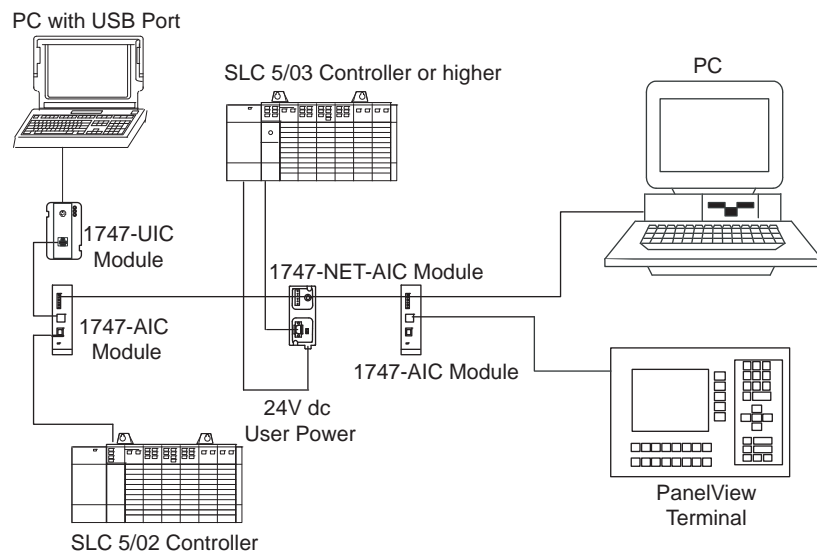 PC with USB Port
SLC 5/03 Controller or higher
PC
1747-UIC
Module
1747-NET-AIC Module
1747-AIC
Module
1747-AIC Module
24V dc
User Power
PanelView
Terminal
SLC 5/02 Controller